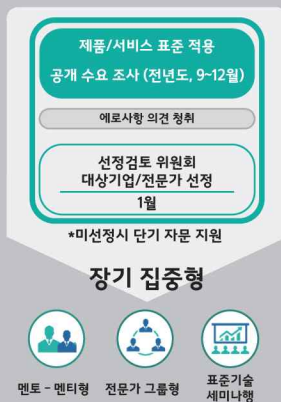 제품/서비스 표준 적용
공개 수요 조사 (전년도, 9~12월)
에로사항 의견 청취
선정검토 위원회
대상기업/전문가 선정
1월
*미선정시 단기 자문 지원
장기 집중형
멘토 - 멘티형
전문가 그룹형
표준기술
세미나행